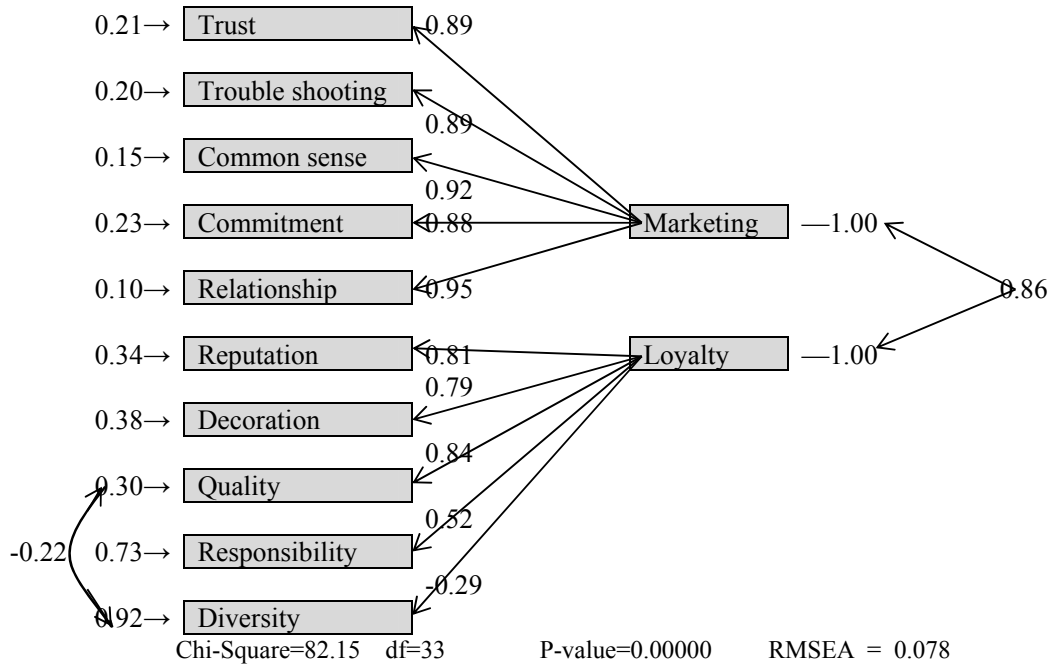 0.21→ Trust 0.89
0.20→ Trouble shooting
0.89
0.15→ Common sense
0.92
0.23→ Commitment 0.88 Marketing —1.00
0.10→ Relationship 0.95 0.86
0.34→ Reputation 0.81 Loyalty —1.00
0.79
0.38→ Decoration
0.84
0.30→ Quality
0.52
-0.22 0.73→ Responsibility
-0.29
0.92→ Diversity
Chi-Square=82.15 df=33 P-value=0.00000 RMSEA = 0.078